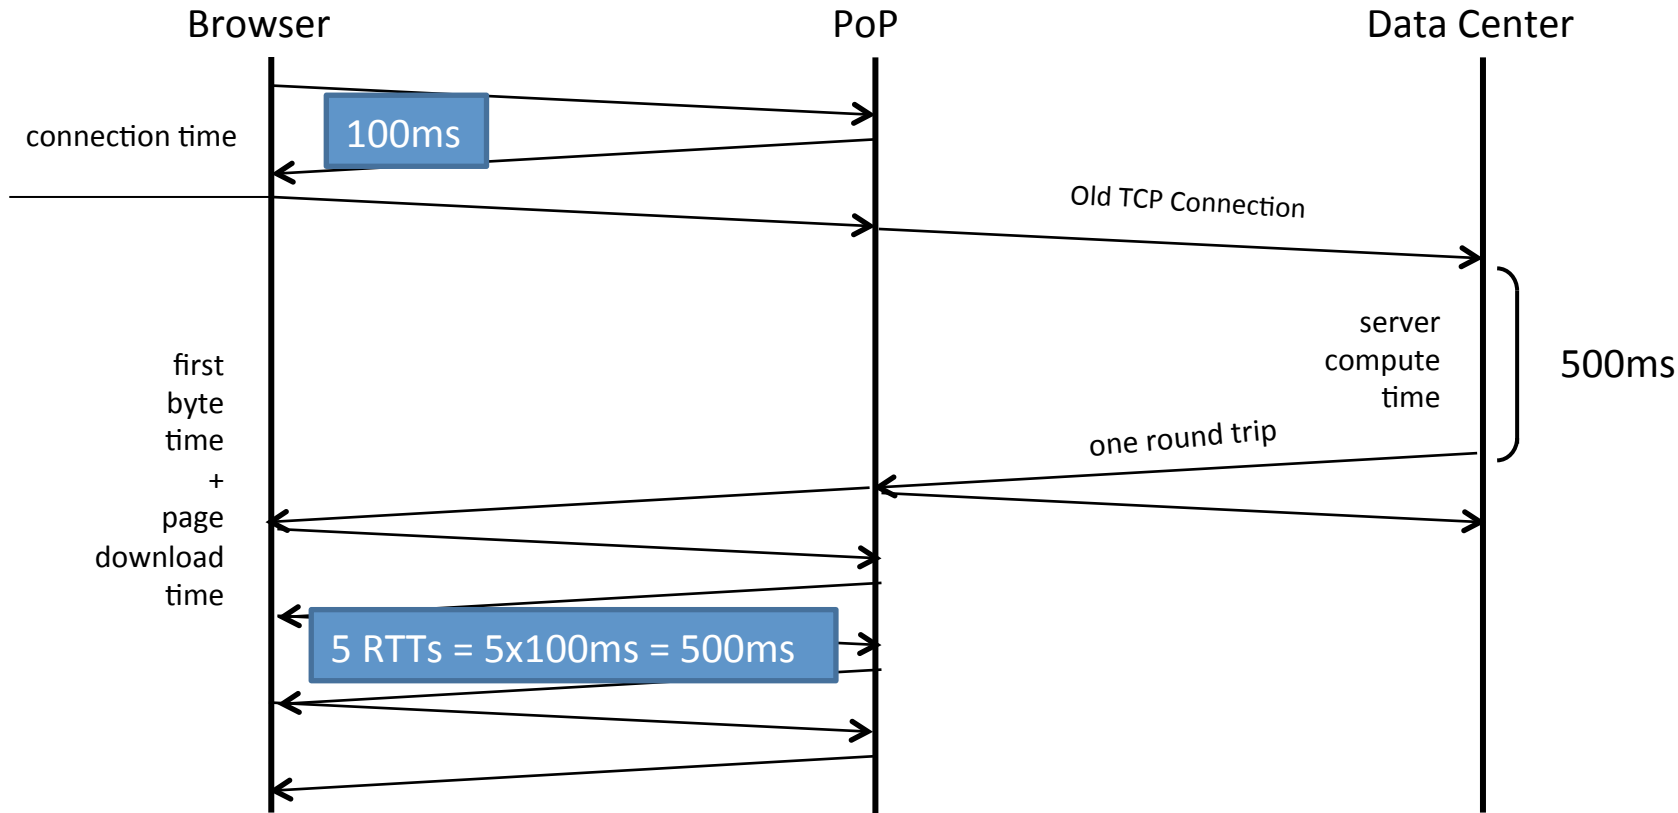 Browser
PoP
Data Center
connection time
100ms
Old TCP Connection
server
compute
time
500ms
first
byte
time
+
page
download
time
one round trip
5 RTTs = 5x100ms = 500ms